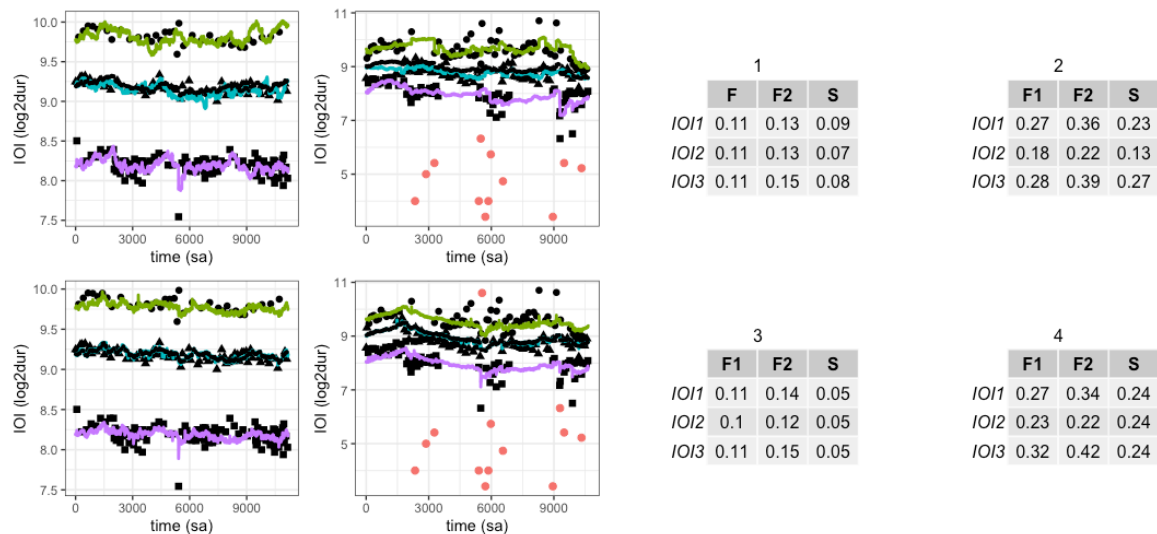 IOI (log2dur)
10.0
9.5
9.0
8.5
8.0
7.5
0 3000 6000 9000
time (sa)
IOI (log2dur)
11
9
7
5
0 3000 6000 9000
time (sa)
1
F F2 S
IOI1 0.11 0.13 0.09
IOI2 0.11 0.13 0.07
IOI3 0.11 0.15 0.08
2
F1 F2 S
IOI1 0.27 0.36 0.23
IOI2 0.18 0.22 0.13
IOI3 0.28 0.39 0.27
IOI (log2dur)
10.0
9.5
9.0
8.5
8.0
7.5
0 3000 6000 9000
time (sa)
IOI (log2dur)
11
9
7
5
0 3000 6000 9000
time (sa)
3
F1 F2 S
IOI1 0.11 0.14 0.05
IOI2 0.1 0.12 0.05
IOI3 0.11 0.15 0.05
4
F1 F2 S
IOI1 0.27 0.34 0.24
IOI2 0.23 0.22 0.24
IOI3 0.32 0.42 0.24